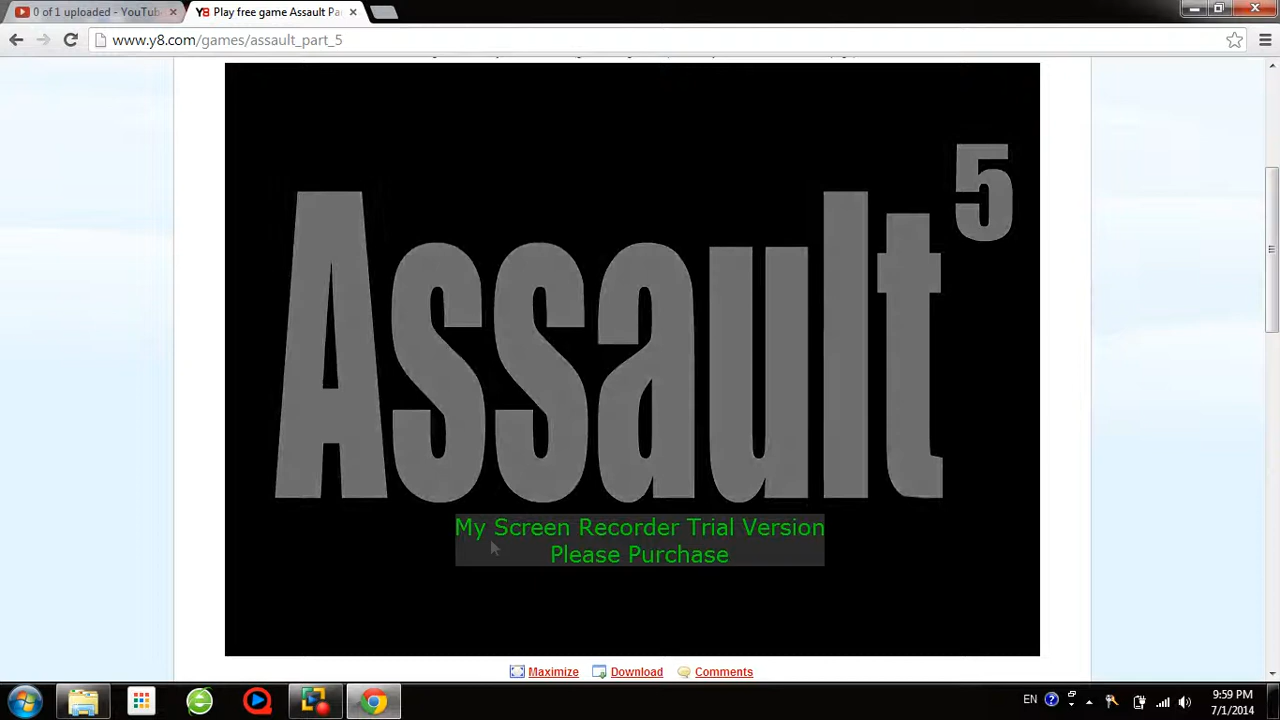 0 of 1 uploaded - YouTub
Y8 Play free game Assault Pa
www.y8.com/games/assault_part_5
Assault 5
My Screen Recorder Trial Version
Please Purchase
Maximize
Download
Comments
EN
9:59 PM
7/1/2014